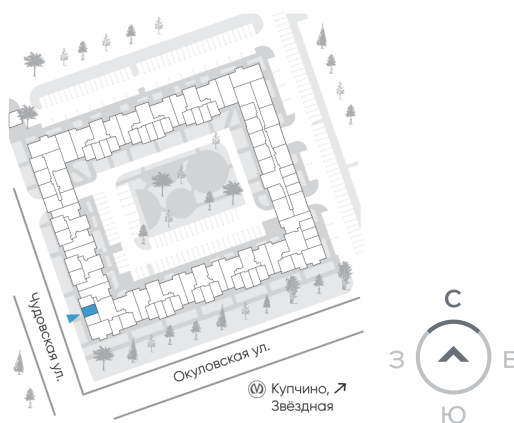 С
З
В
Ю
Чудовская ул.
Окуловская ул.
М Купчино, ↗
Звёздная